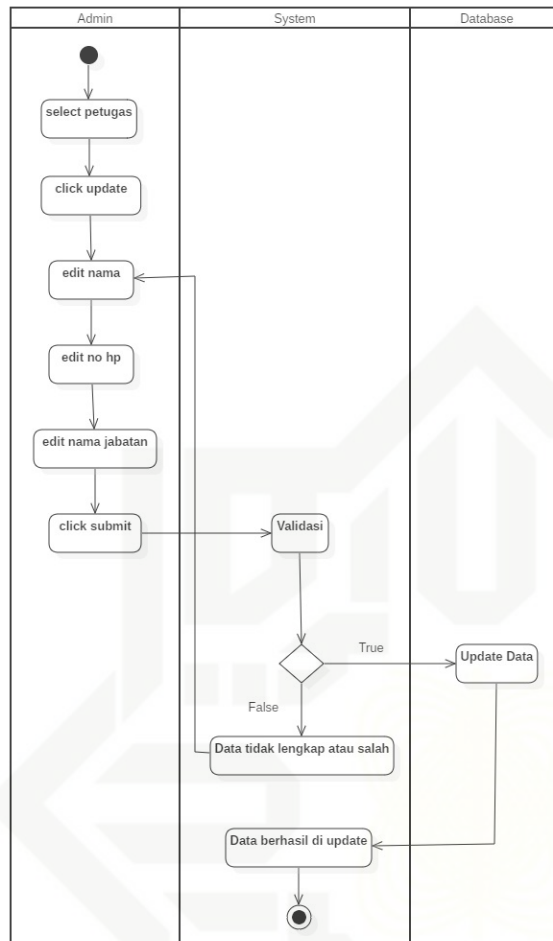 Admin
System
Database
select petugas
click update
edit nama
edit no hp
edit nama jabatan
click submit
Validasi
True
Update Data
False
Data tidak lengkap atau salah
Data berhasil di update